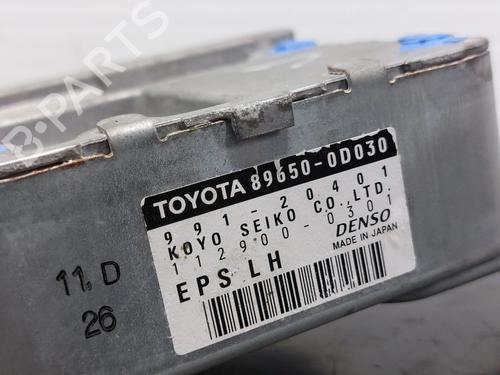 B-PARTS
TOYOTA 89650-0D030
991-20401
KOYO SEIKO CO.,LTD.
112900-0301
EPS LH
DENSO
MADE IN JAPAN
11. D
26